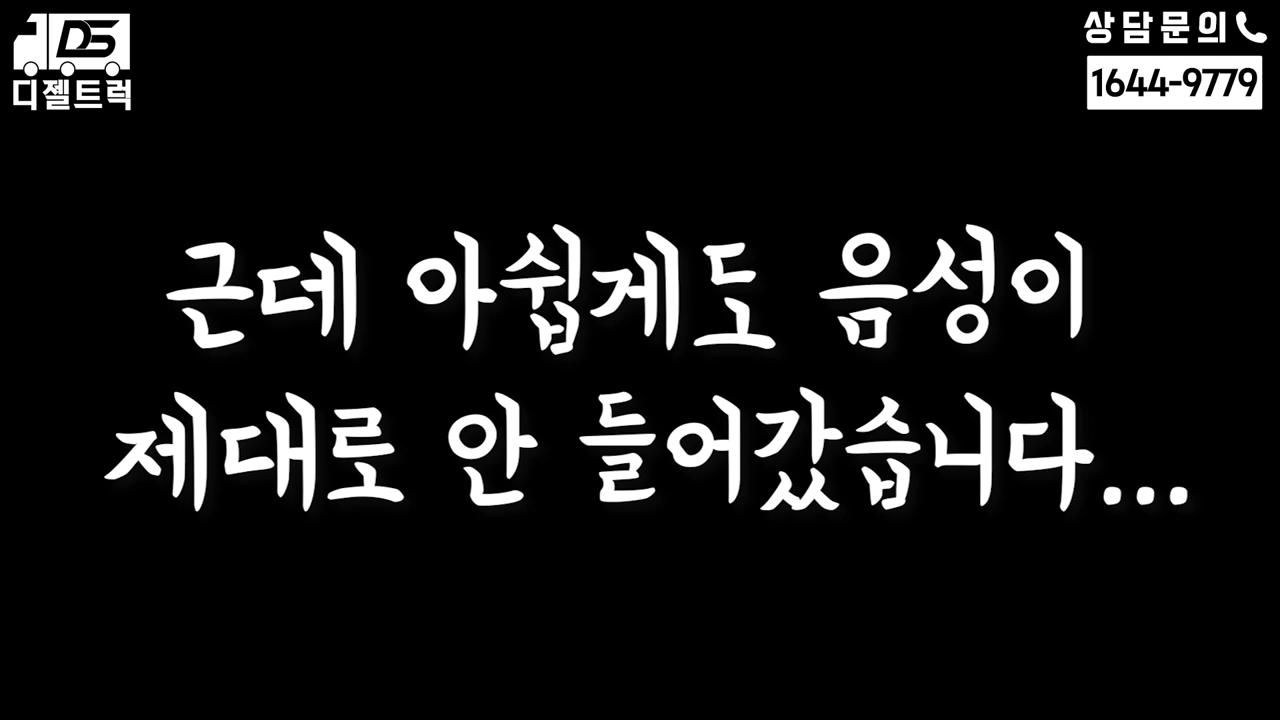 DS
디젤트럭
상담문의
1644-9779
근데 아쉽게도 음성이
제대로 안 들어갔습니다...